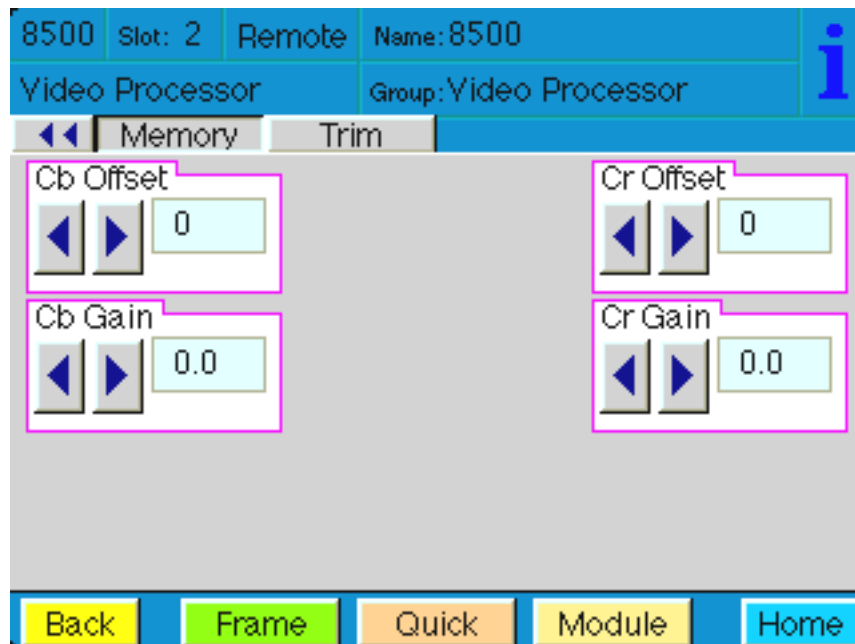 8500 Slot: 2 Remote Name: 8500
Video Processor Group: Video Processor
i
Memory Trim
Cb Offset Cr Offset
0 0
Cb Gain Cr Gain
0.0 0.0
Back Frame Quick Module Home